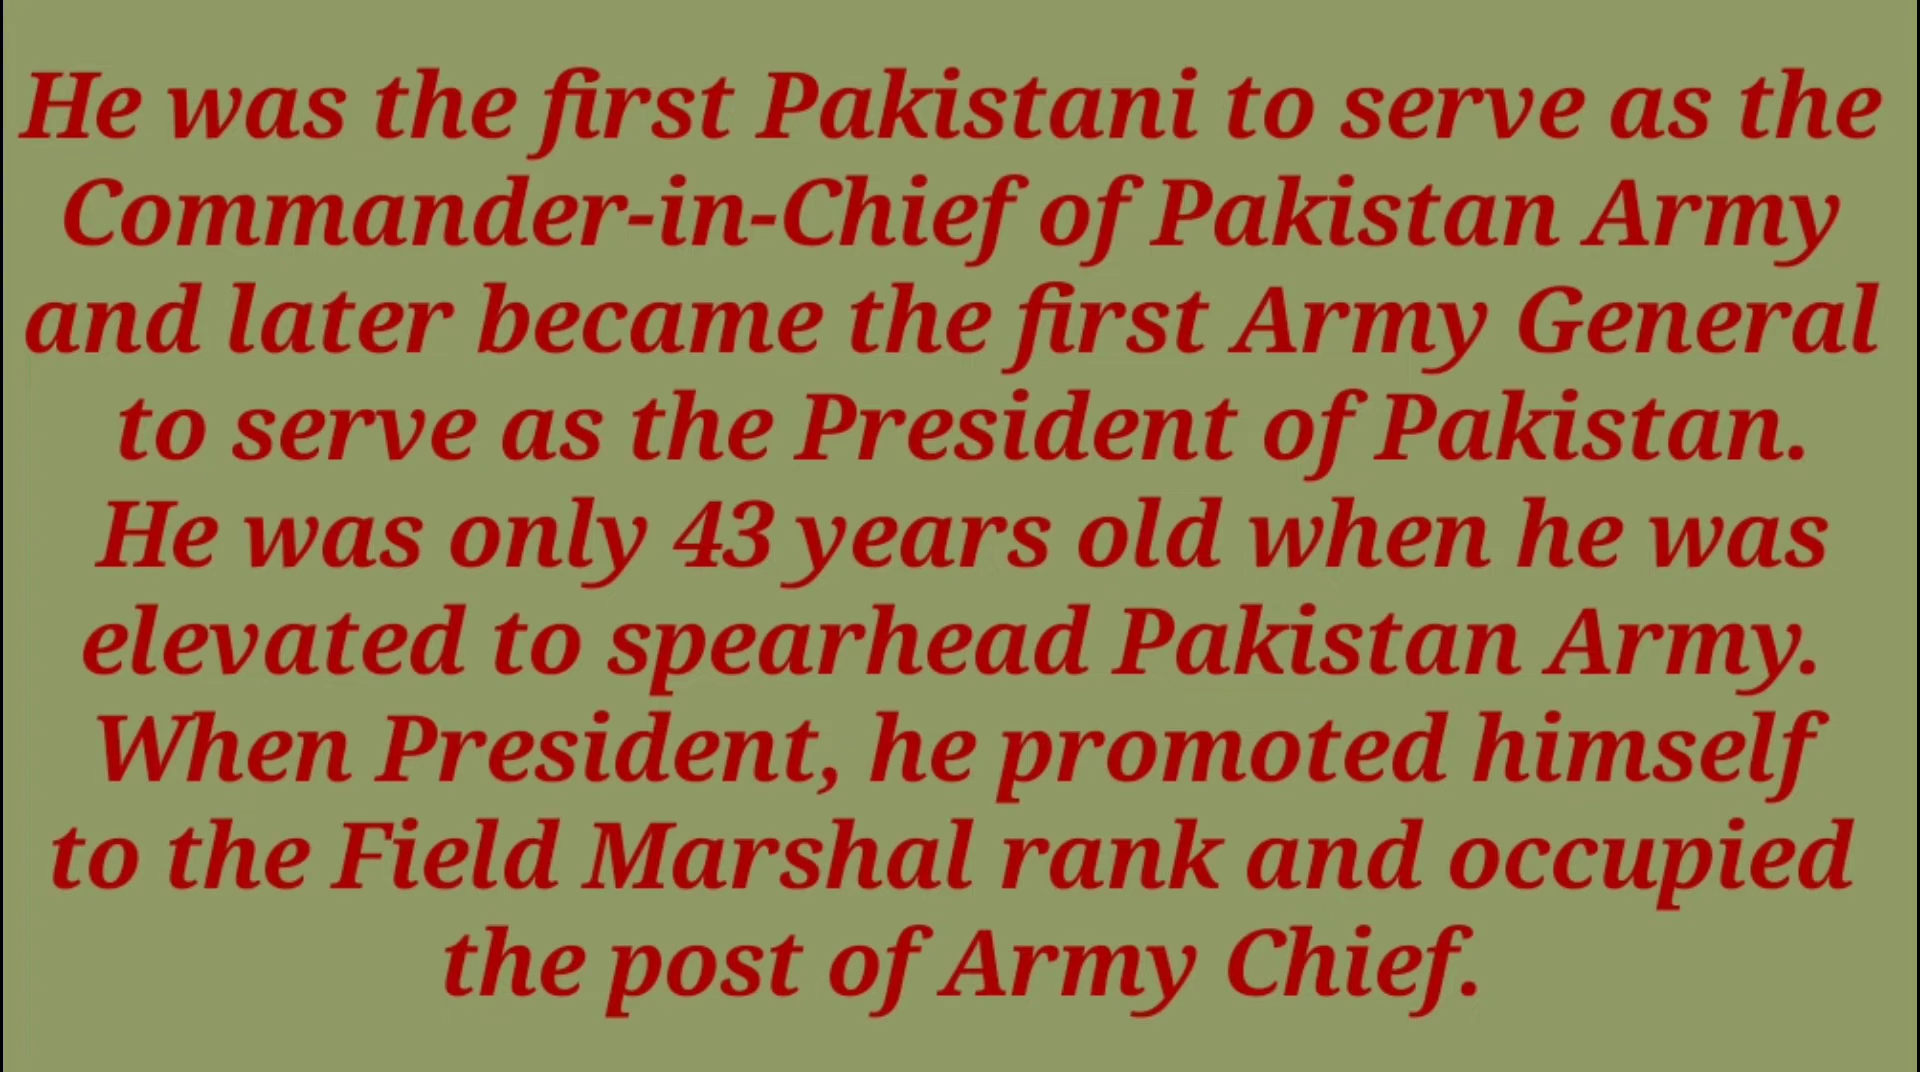 He was the first Pakistani to serve as the
Commander-in-Chief of Pakistan Army
and later became the first Army General
to serve as the President of Pakistan.
He was only 43 years old when he was
elevated to spearhead Pakistan Army.
When President, he promoted himself
to the Field Marshal rank and occupied
the post of Army Chief.